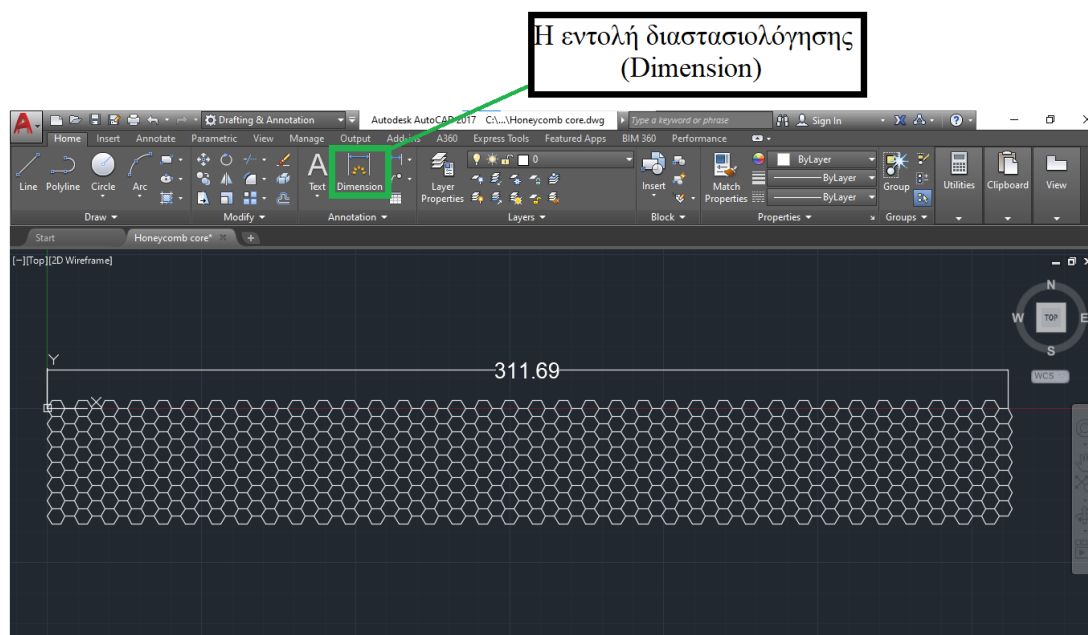 Η εντολή διαστασιολόγησης
(Dimension)
Drafting & Annotation
Autodesk AutoCAD 2017 C:\...\Honeycomb core.dwg
Type a keyword or phrase
Sign In
Home Insert Annotate Parametric View Manage Output Add-ins A360 Express Tools Featured Apps BIM 360 Performance
A
0
ByLayer
ByLayer
ByLayer
Line Polyline Circle Arc
Text Dimension
Layer
Properties
Insert
Match
Properties
Group
Utilities Clipboard View
Draw Modify Annotation Layers Block Properties Groups
Start Honeycomb core*
[−][Top][2D Wireframe]
N
W TOP E
S
WCS
Y
X
311.69